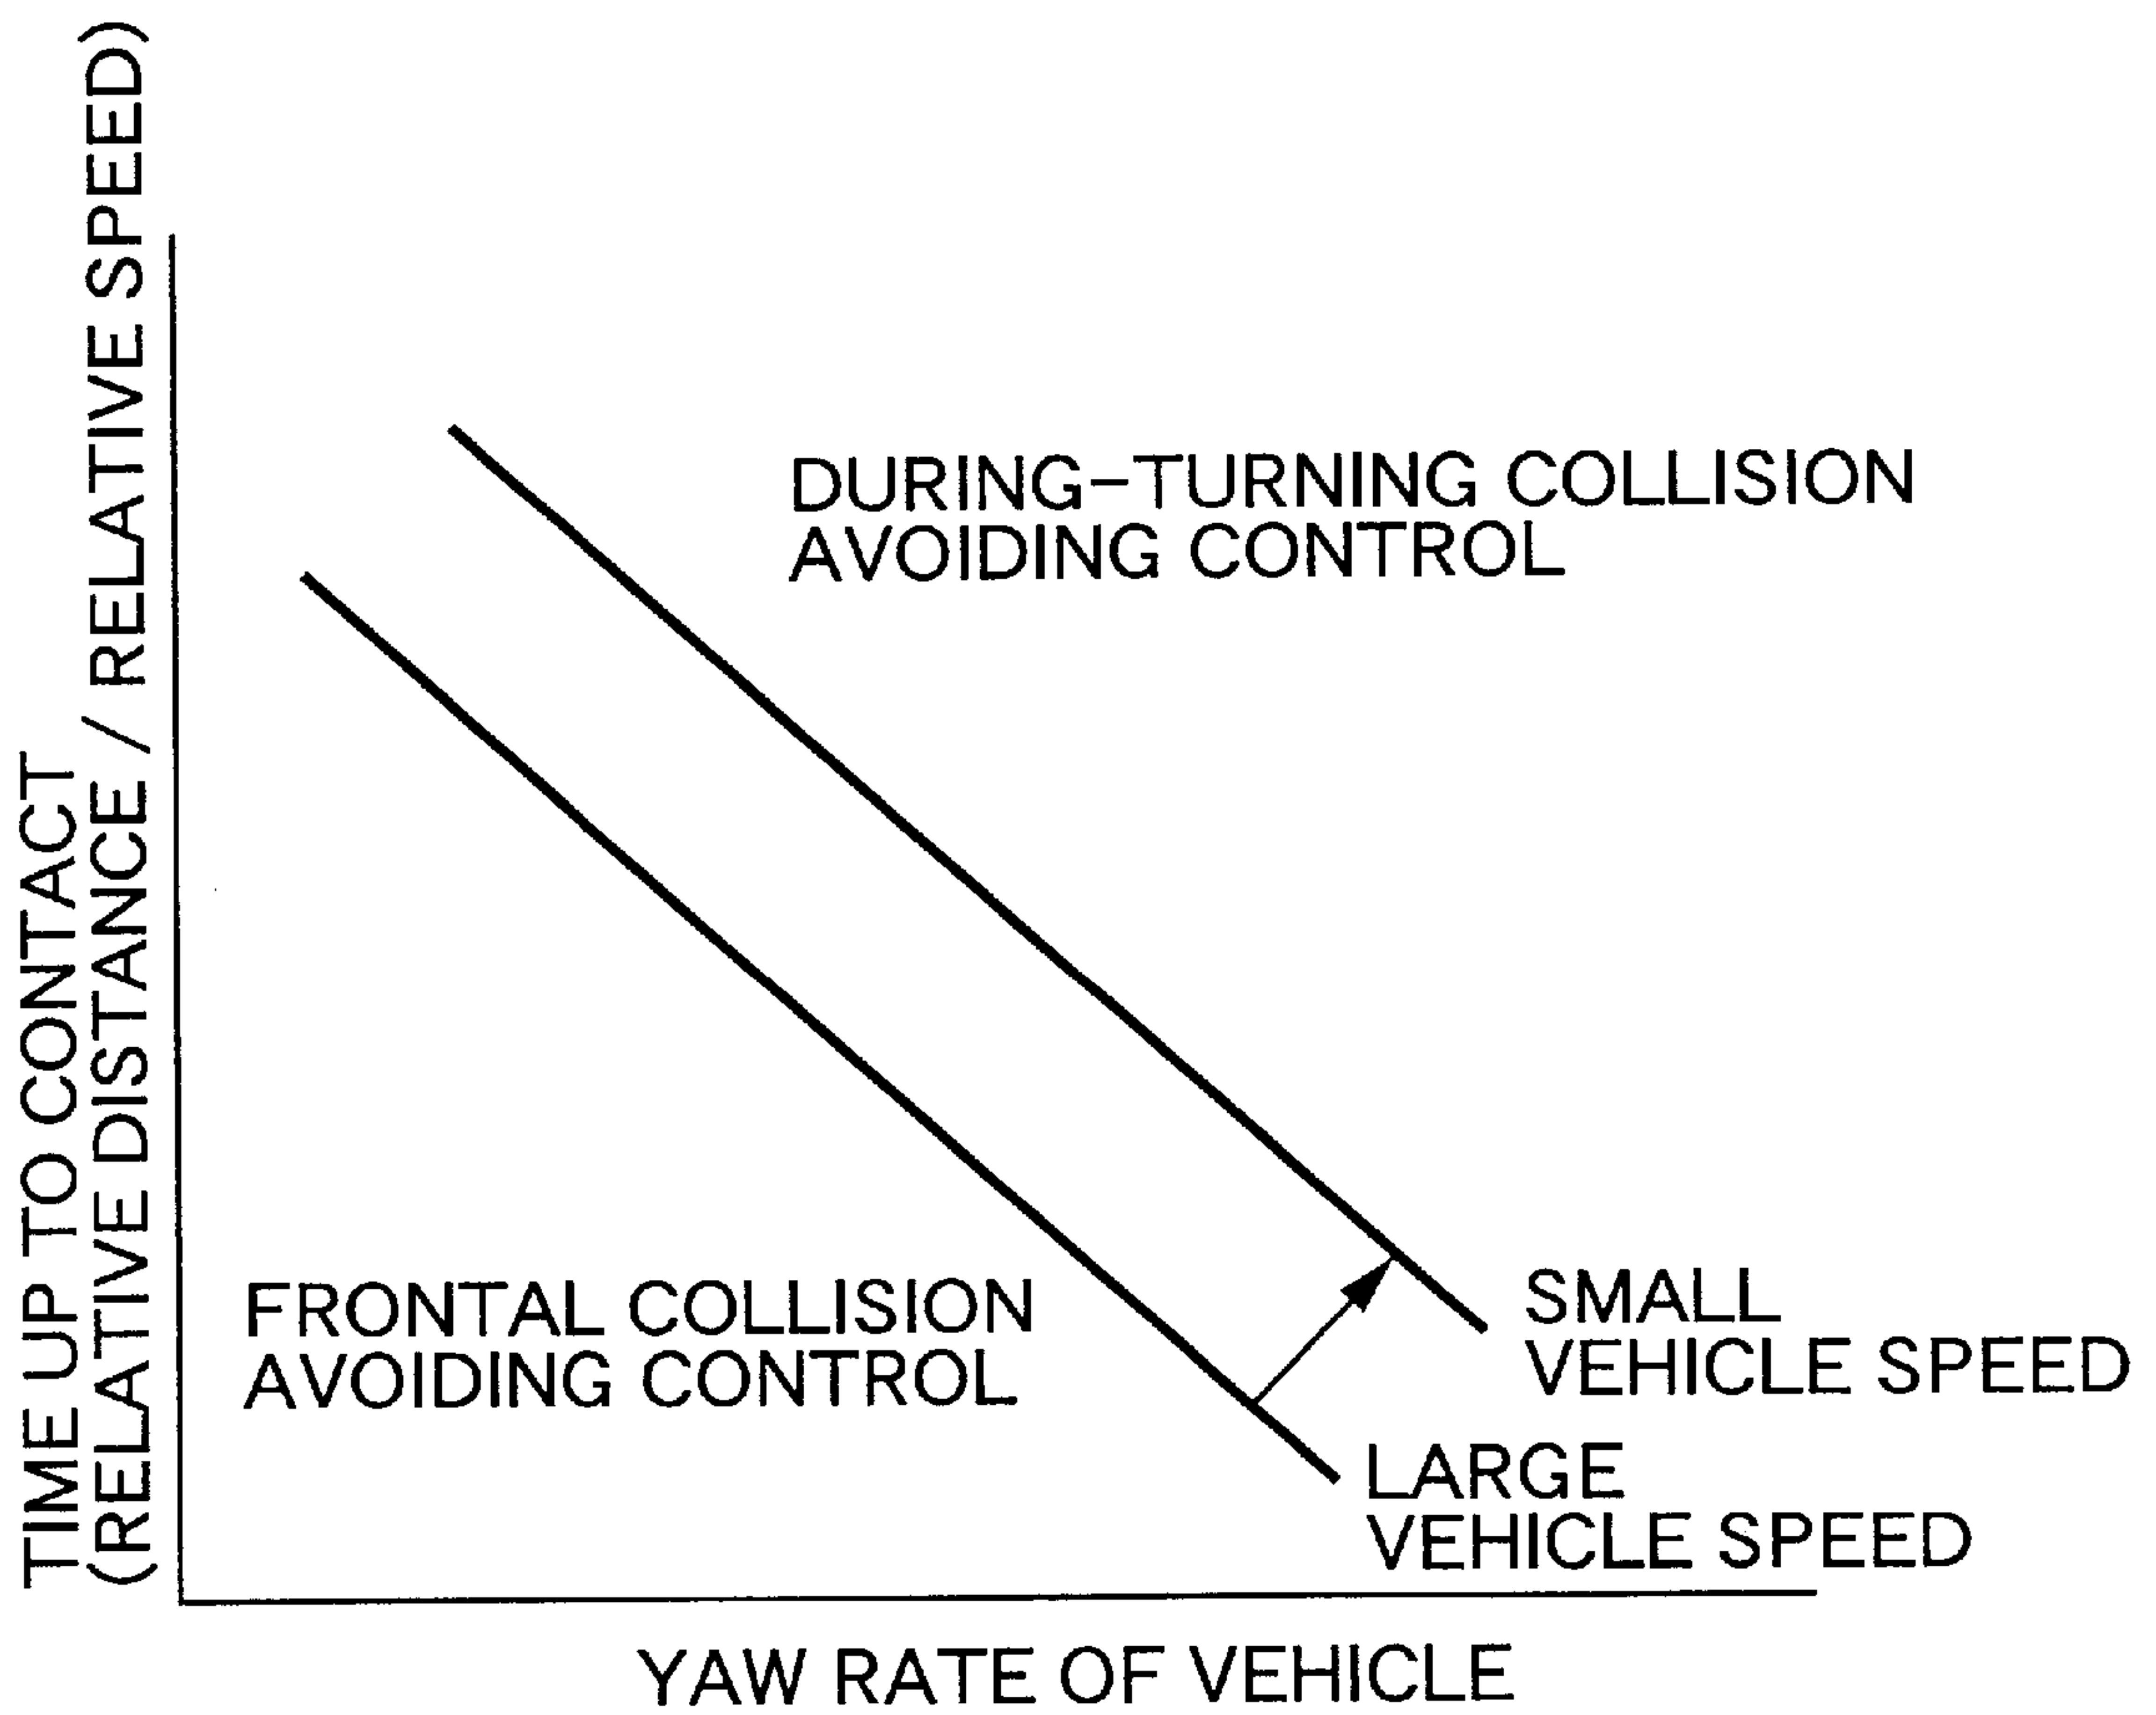 TIME UP TO CONTACT
(RELATIVE DISTANCE / RELATIVE SPEED)
DURING-TURNING COLLISION
AVOIDING CONTROL
FRONTAL COLLISION
AVOIDING CONTROL
SMALL
VEHICLE SPEED
LARGE
VEHICLE SPEED
YAW RATE OF VEHICLE